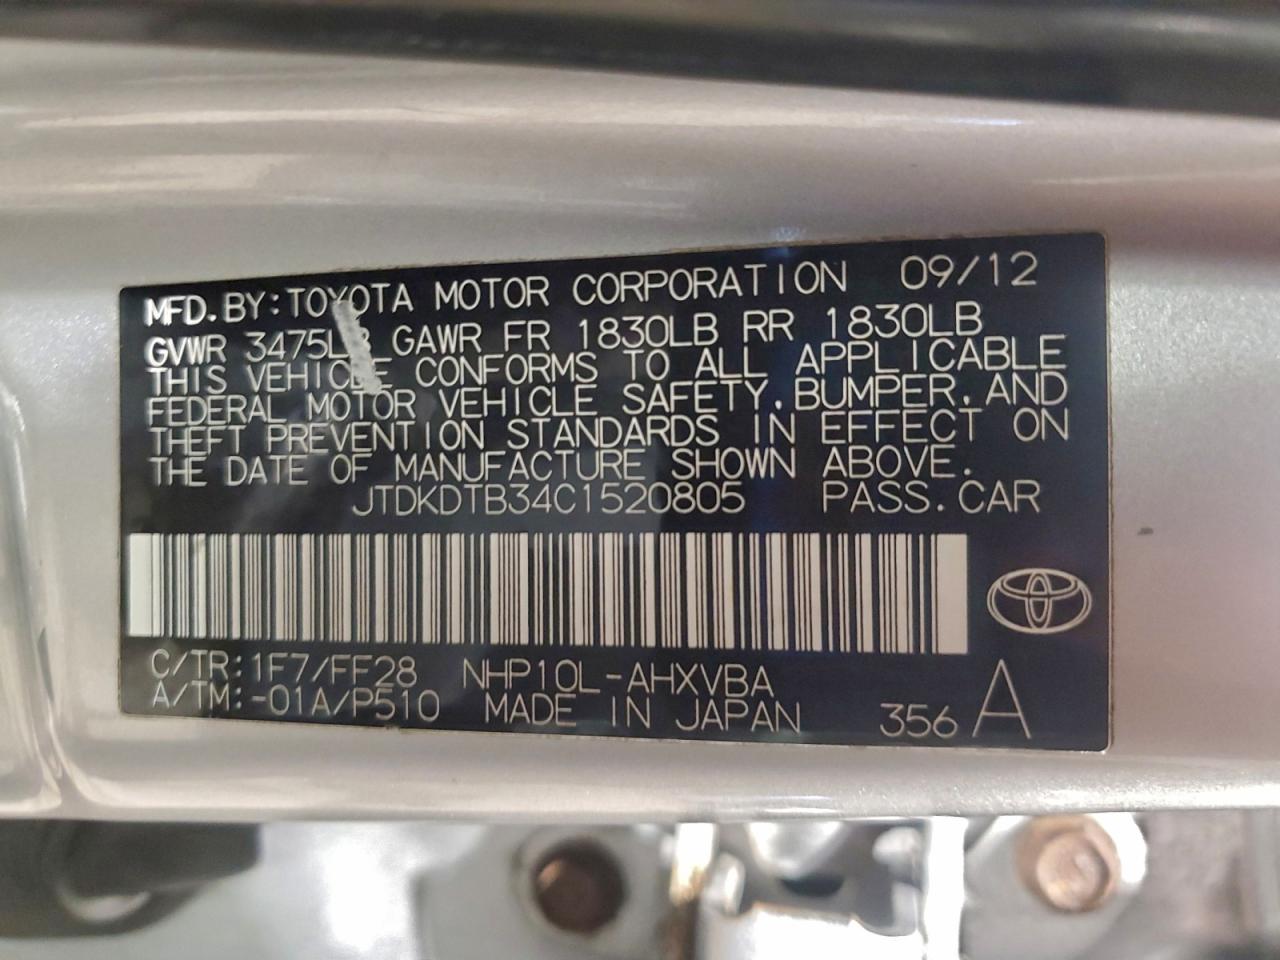 MFD. BY: TOYOTA MOTOR CORPORATION 09/12
GVWR 3475LB GAWR FR 1830LB RR 1830LB
THIS VEHICLE CONFORMS TO ALL APPLICABLE
FEDERAL MOTOR VEHICLE SAFETY, BUMPER, AND
THEFT PREVENTION STANDARDS IN EFFECT ON
THE DATE OF MANUFACTURE SHOWN ABOVE.
JTDKDTB34C1520805 PASS. CAR
C/TR: 1F7/FF28 NHP10L-AHXVBA
A/TM: -01A/P510 MADE IN JAPAN 356 A